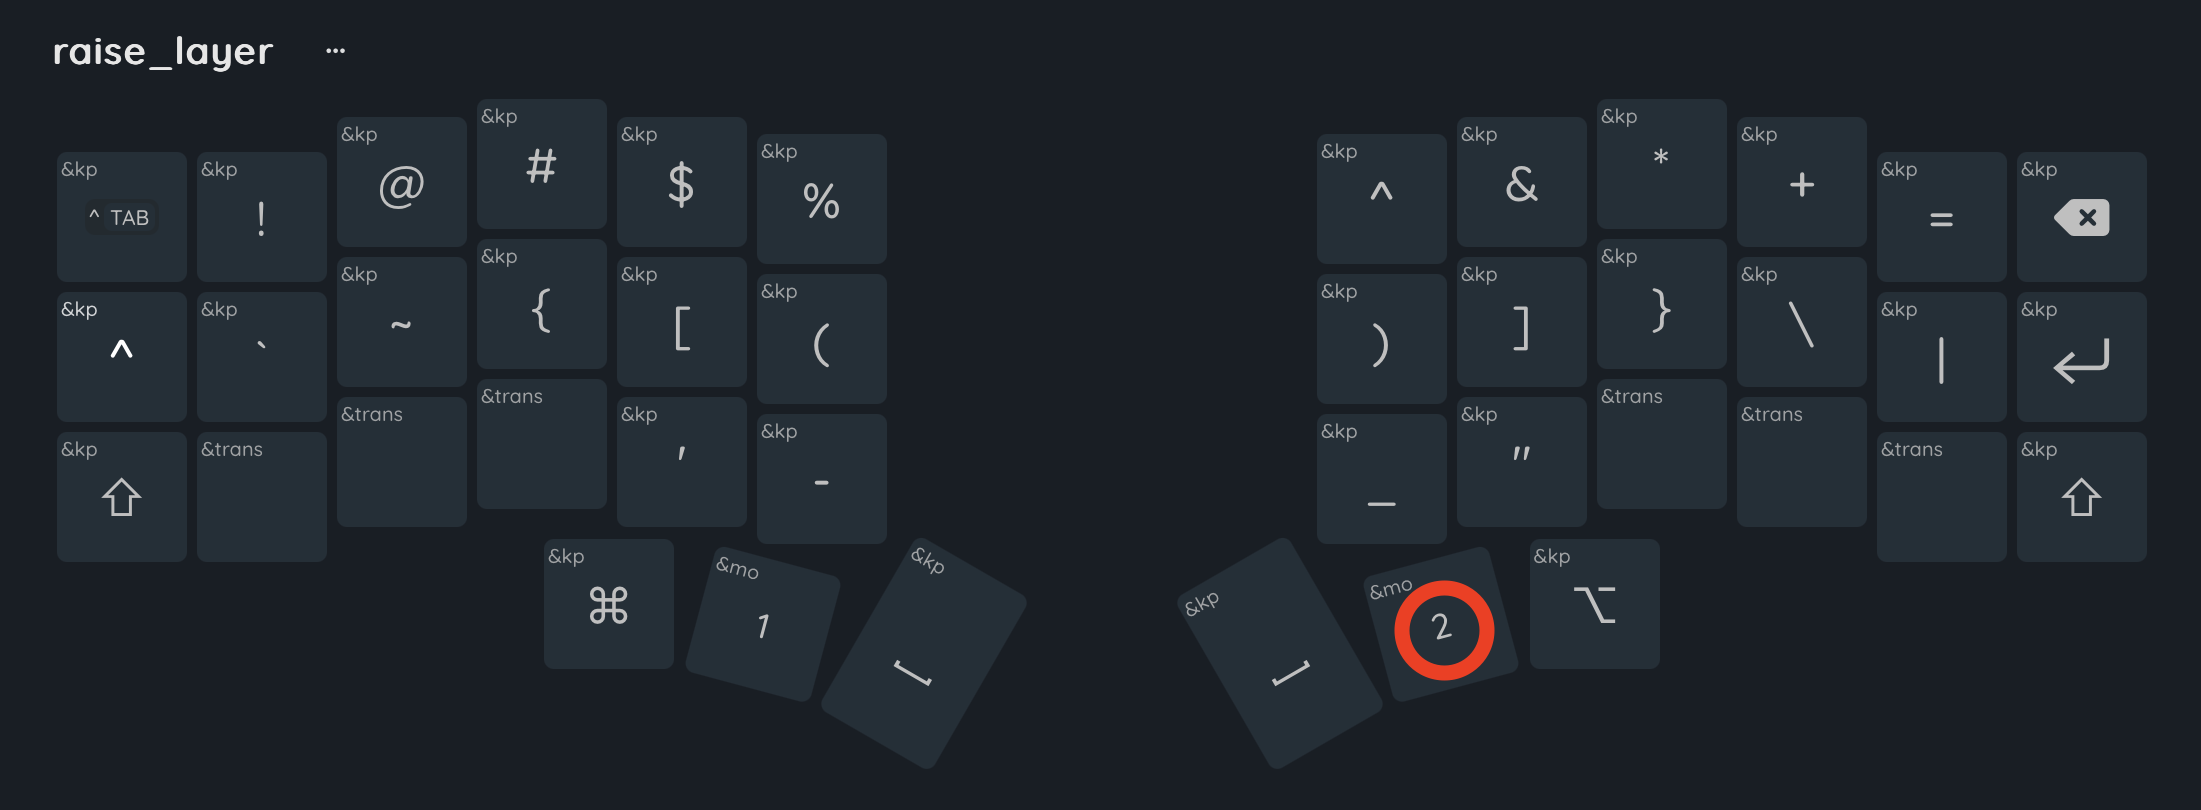 raise_layer ...
&kp # &kp *
&kp @ &kp $ &kp & &kp +
&kp % &kp ^
&kp ^ TAB &kp ! &kp = &kp ⌫
&kp { &kp }
&kp ~ &kp [ &kp ] &kp \
&kp ( &kp )
&kp ^ &kp ` &kp | &kp ↵
&trans &trans
&trans &kp ' &kp " &trans
&kp - &kp _
&kp ⇧ &trans &trans &kp ⇧
&kp ⌘ &mo 1 &kp ⎵ &kp ⎵ &mo 2 &kp ⌥